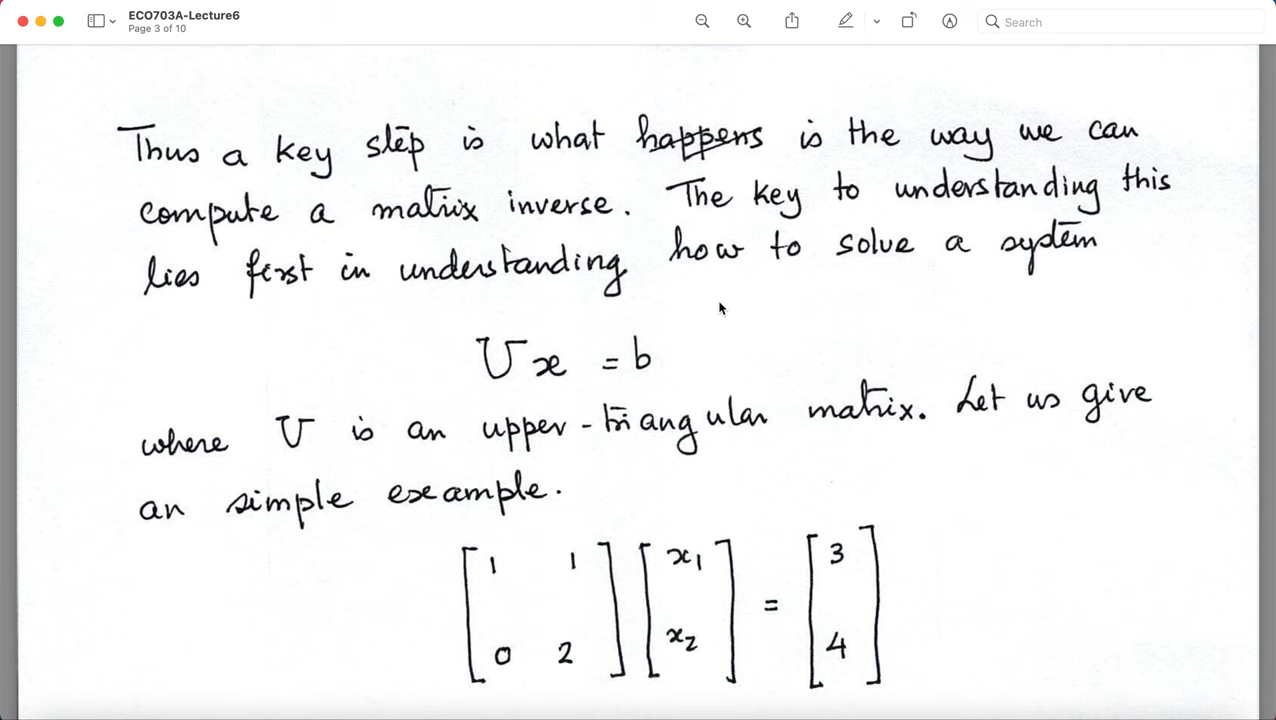 ECO703A-Lecture6
Page 3 of 10
Search
Thus a key step is what happens is the way we can
compute a matrix inverse. The key to understanding this
lies first in understanding how to solve a system
Ux = b
where U is an upper-triangular matrix. Let us give
an simple example.
[1 1] [x1] = [3]
[0 2] [x2] [4]